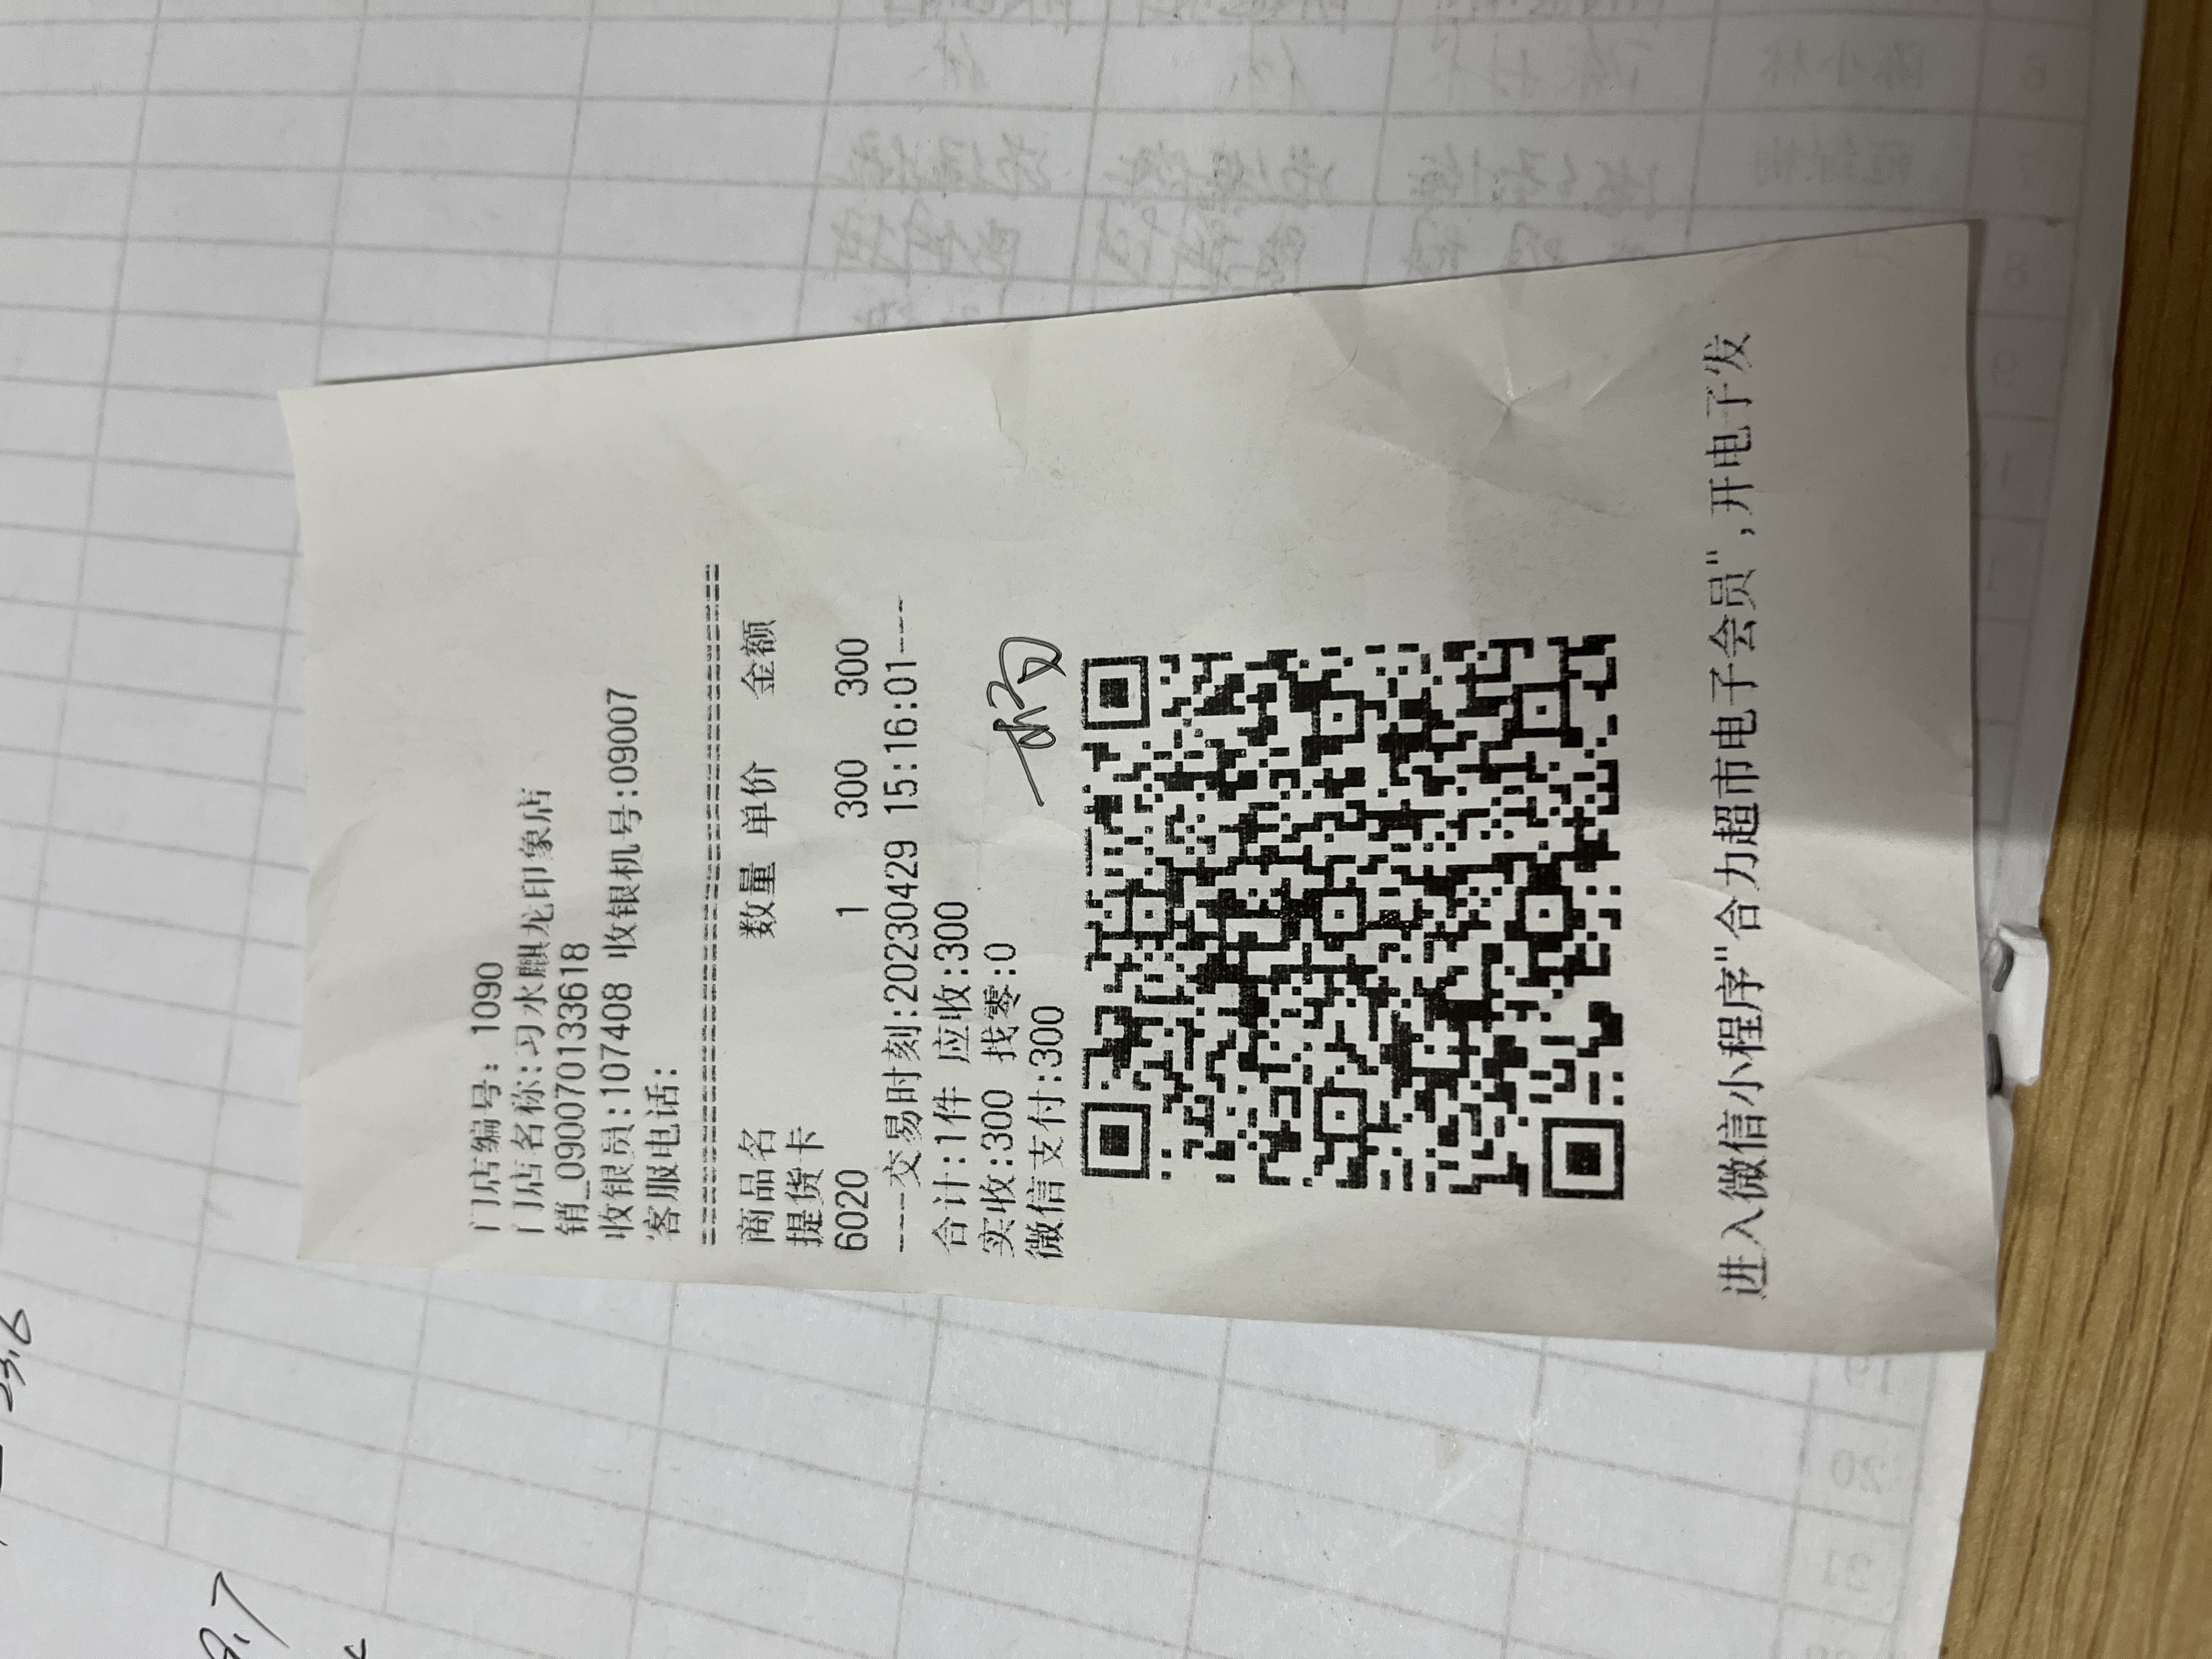 门店编号: 1090
门店名称:习水麒龙印象店
销_0900701133618
收银员:107408 收银机号:09007
客服电话:
================================
商品名 数量 单价 金额
提货卡
6020 1 300 300
---交易时刻:20230429 15:16:01---
合计:1件 应收:300
实收:300 找零:0
微信支付:300
进入微信小程序"合力超市电子会员",开电子发